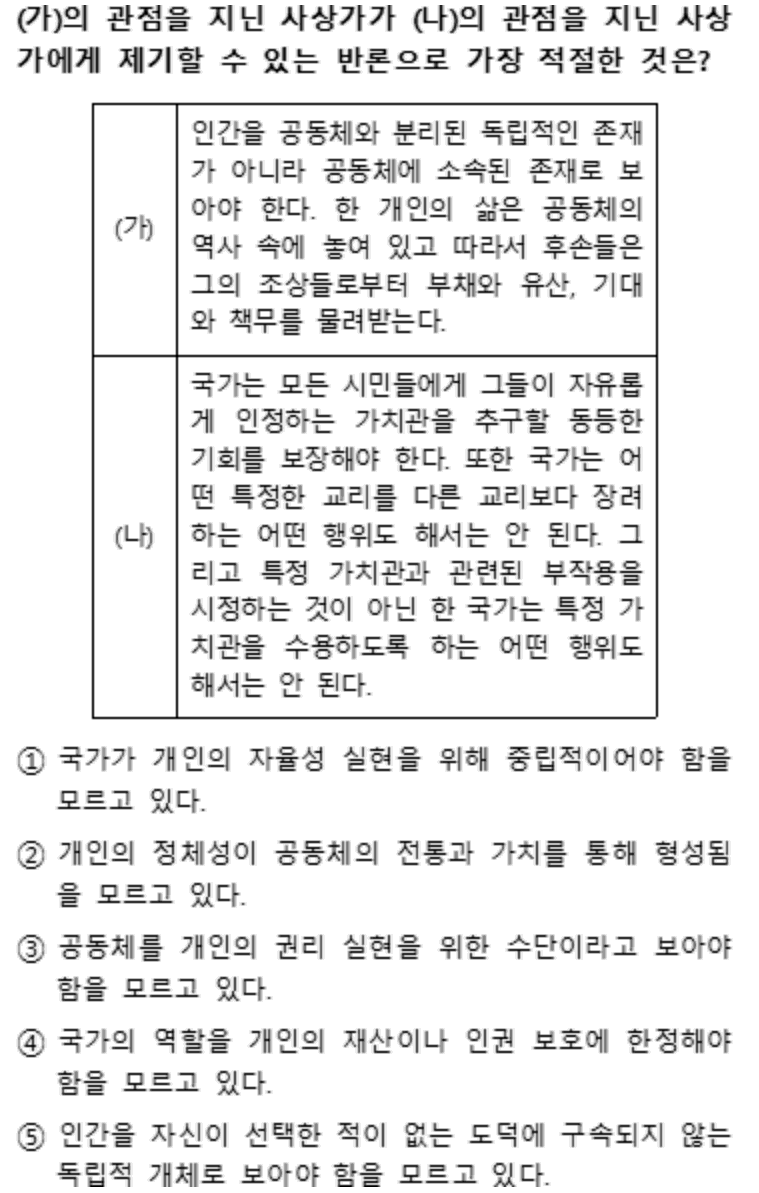 (가)의 관점을 지닌 사상가가 (나)의 관점을 지닌 사상
가에게 제기할 수 있는 반론으로 가장 적절한 것은?
(가)
인간을 공동체와 분리된 독립적인 존재
가 아니라 공동체에 소속된 존재로 보
아야 한다. 한 개인의 삶은 공동체의
역사 속에 놓여 있고 따라서 후손들은
그의 조상들로부터 부채와 유산, 기대
와 책무를 물려받는다.
(나)
국가는 모든 시민들에게 그들이 자유롭
게 인정하는 가치관을 추구할 동등한
기회를 보장해야 한다. 또한 국가는 어
떤 특정한 교리를 다른 교리보다 장려
하는 어떤 행위도 해서는 안 된다. 그
리고 특정 가치관과 관련된 부작용을
시정하는 것이 아닌 한 국가는 특정 가
치관을 수용하도록 하는 어떤 행위도
해서는 안 된다.
① 국가가 개인의 자율성 실현을 위해 중립적이어야 함을
모르고 있다.
② 개인의 정체성이 공동체의 전통과 가치를 통해 형성됨
을 모르고 있다.
③ 공동체를 개인의 권리 실현을 위한 수단이라고 보아야
함을 모르고 있다.
④ 국가의 역할을 개인의 재산이나 인권 보호에 한정해야
함을 모르고 있다.
⑤ 인간을 자신이 선택한 적이 없는 도덕에 구속되지 않는
독립적 개체로 보아야 함을 모르고 있다.